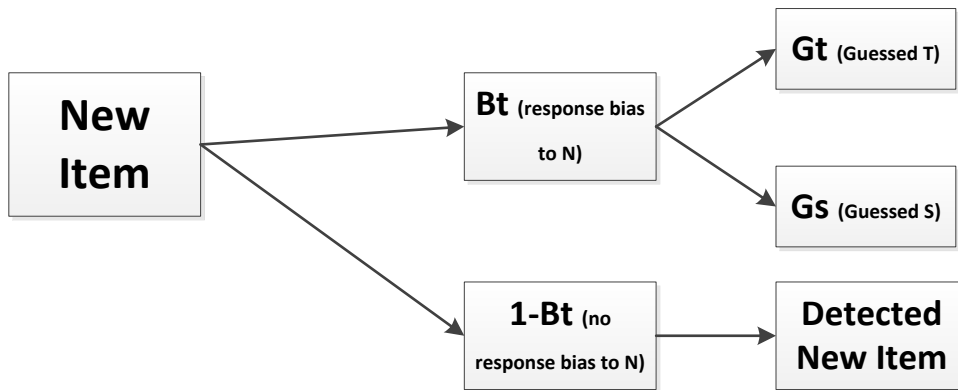 New
Item
Bt (response bias
to N)
Gt (Guessed T)
Gs (Guessed S)
1-Bt (no
response bias to N)
Detected
New Item